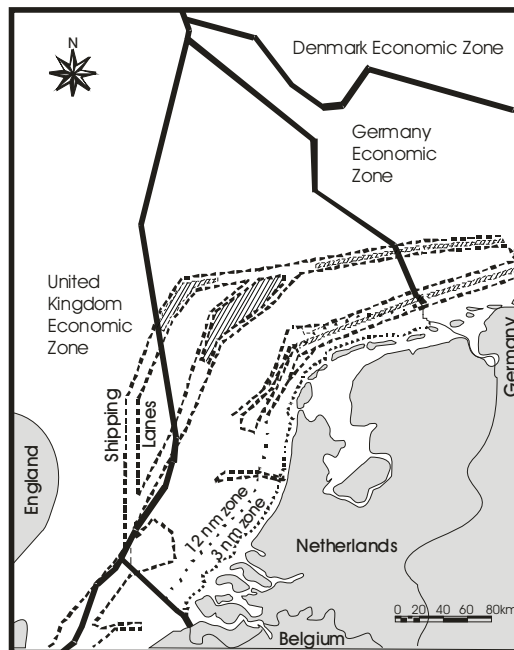 N
Denmark Economic Zone
Germany
Economic
Zone
United
Kingdom
Economic
Zone
Shipping
Lanes
Germany
England
12 nm zone
3 nm zone
Netherlands
0 20 40 60 80km
Belgium